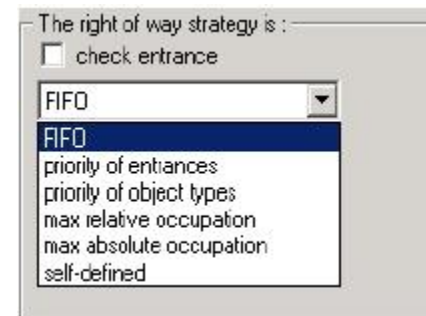 The right of way strategy is :
check entrance
FIFO
FIFO
priority of entrances
priority of object types
max relative occupation
max absolute occupation
self-defined